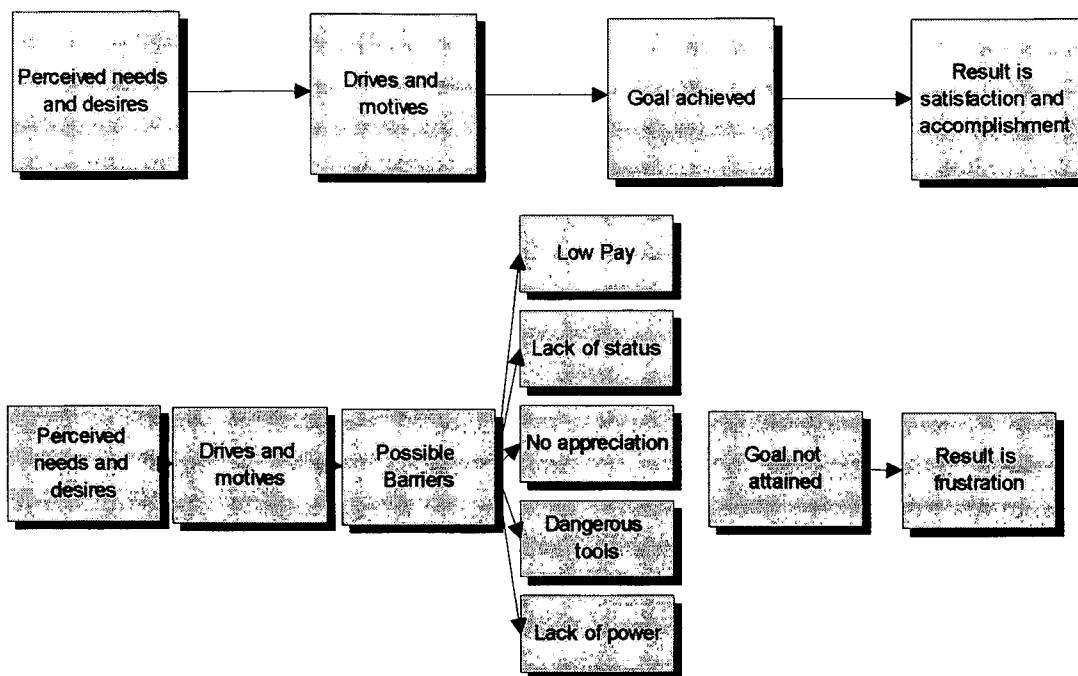 Perceived needs
and desires
Drives and
motives
Goal achieved
Result is
satisfaction and
accomplishment
Perceived
needs and
desires
Drives and
motives
Possible
Barriers
Low Pay
Lack of status
No appreciation
Dangerous
tools
Lack of power
Goal not
attained
Result is
frustration